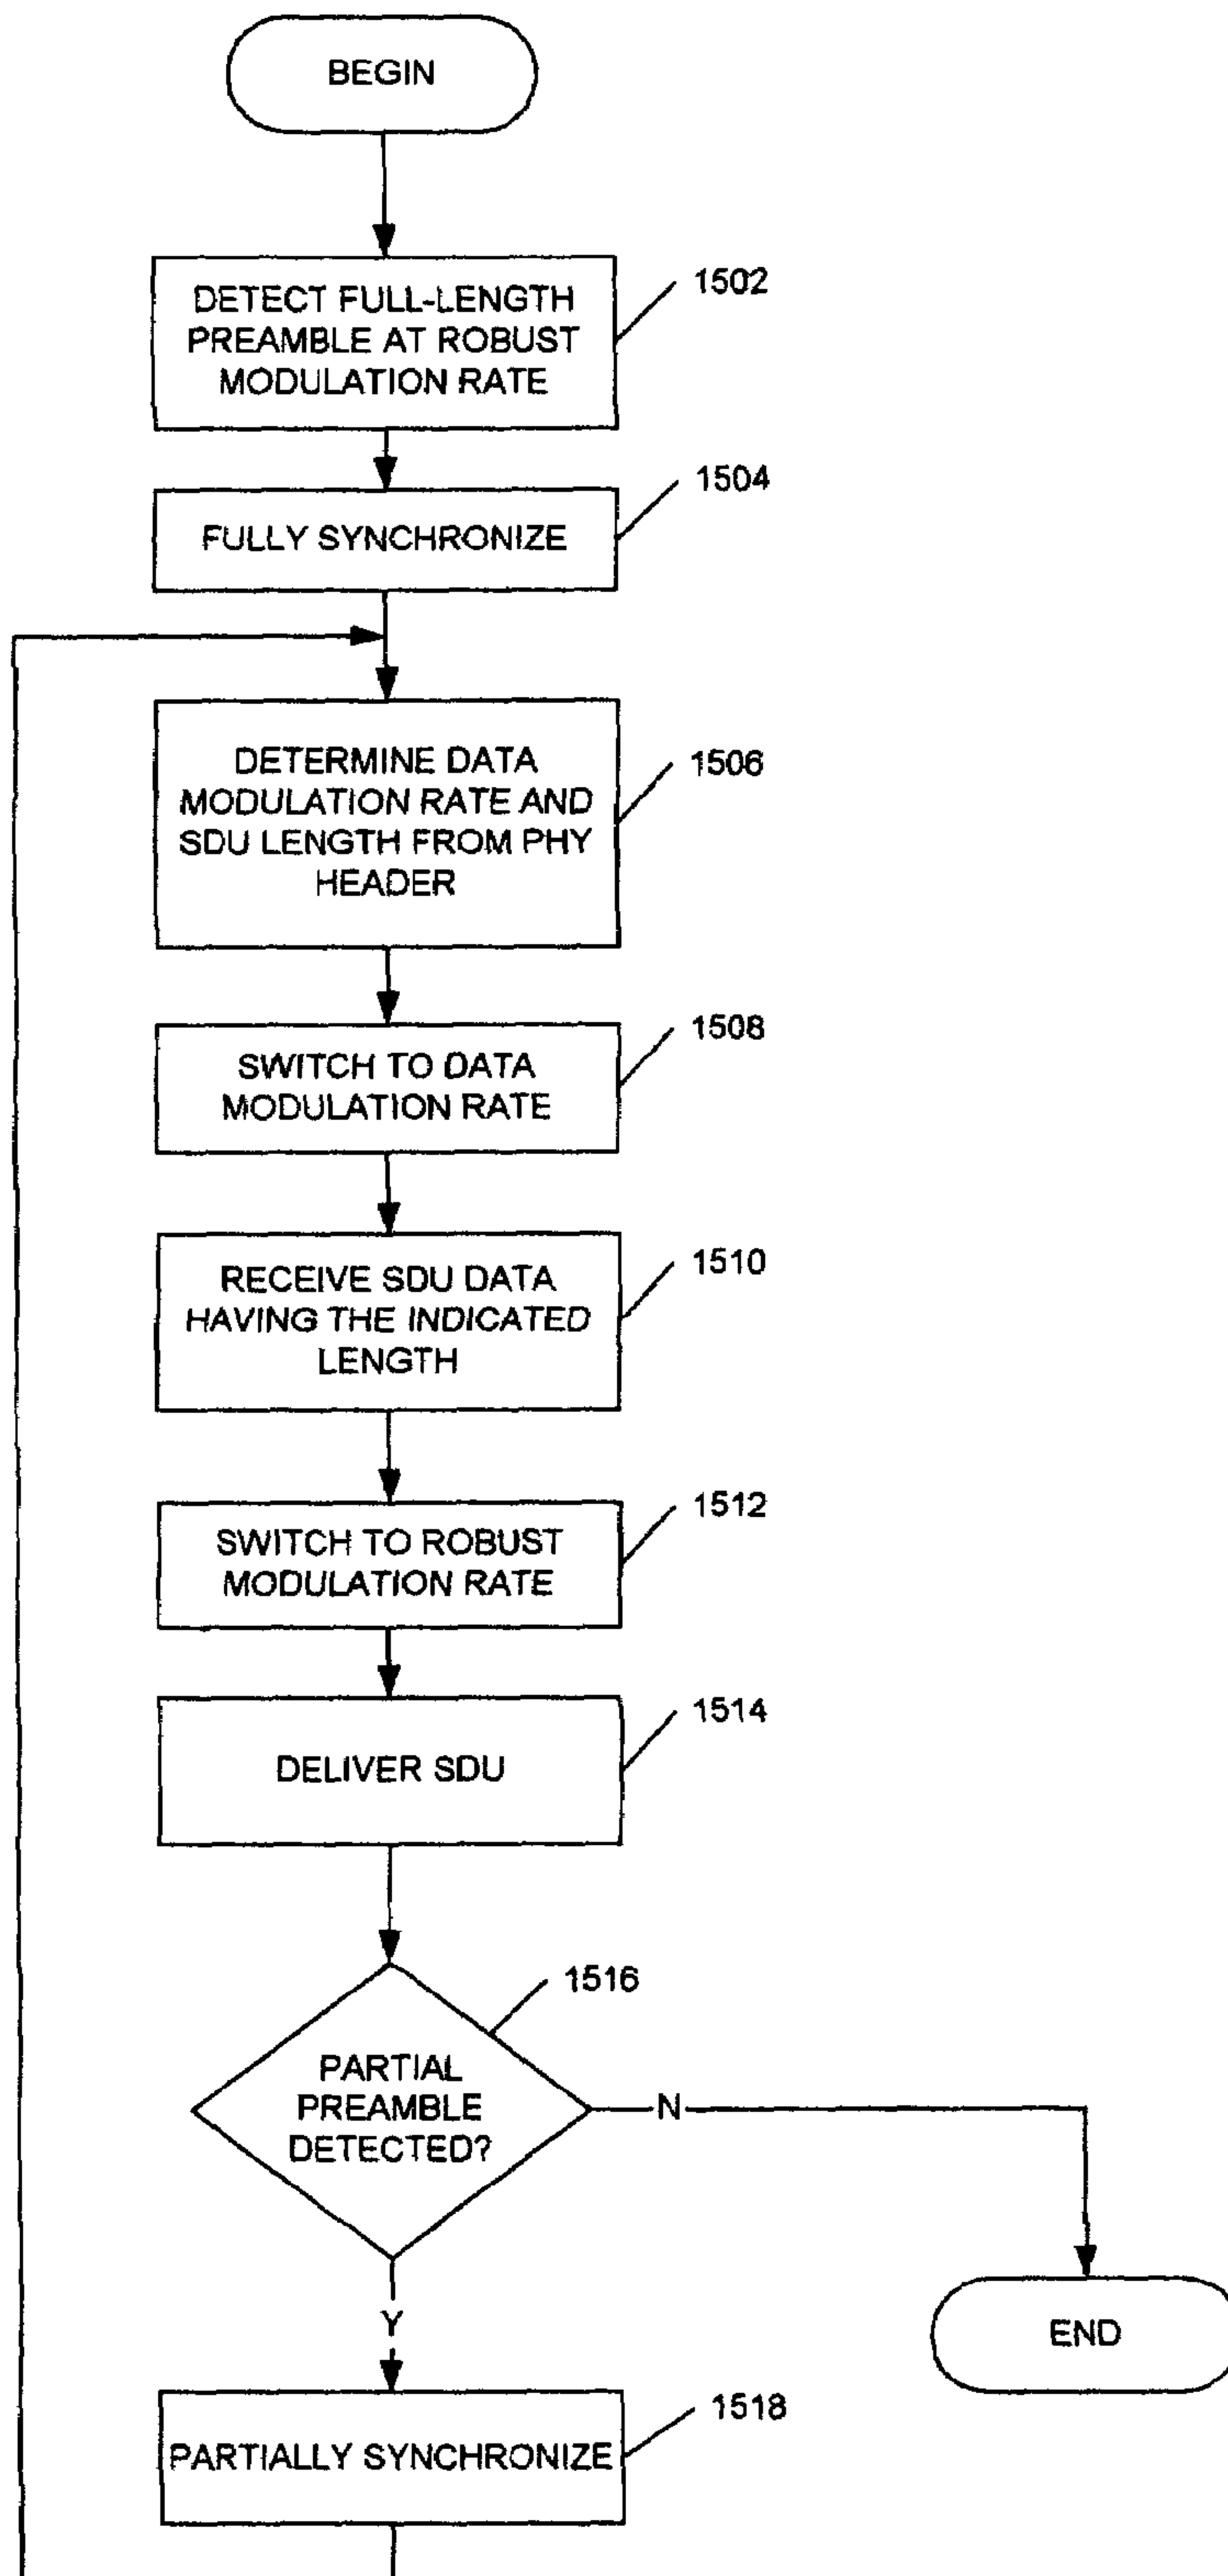 BEGIN
DETECT FULL-LENGTH
PREAMBLE AT ROBUST
MODULATION RATE
1502
FULLY SYNCHRONIZE
1504
DETERMINE DATA
MODULATION RATE AND
SDU LENGTH FROM PHY
HEADER
1506
SWITCH TO DATA
MODULATION RATE
1508
RECEIVE SDU DATA
HAVING THE INDICATED
LENGTH
1510
SWITCH TO ROBUST
MODULATION RATE
1512
DELIVER SDU
1514
PARTIAL
PREAMBLE
DETECTED?
1516
N
Y
END
PARTIALLY SYNCHRONIZE
1518